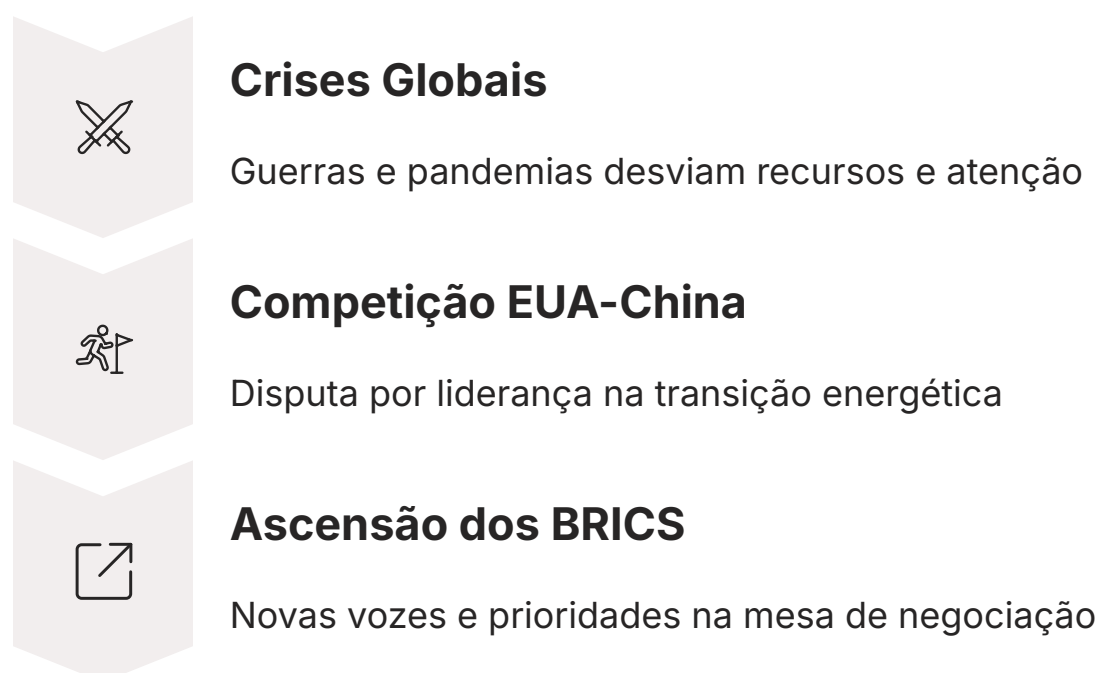 Crises Globais
Guerras e pandemias desviam recursos e atenção
Competição EUA-China
Disputa por liderança na transição energética
Ascensão dos BRICS
Novas vozes e prioridades na mesa de negociação